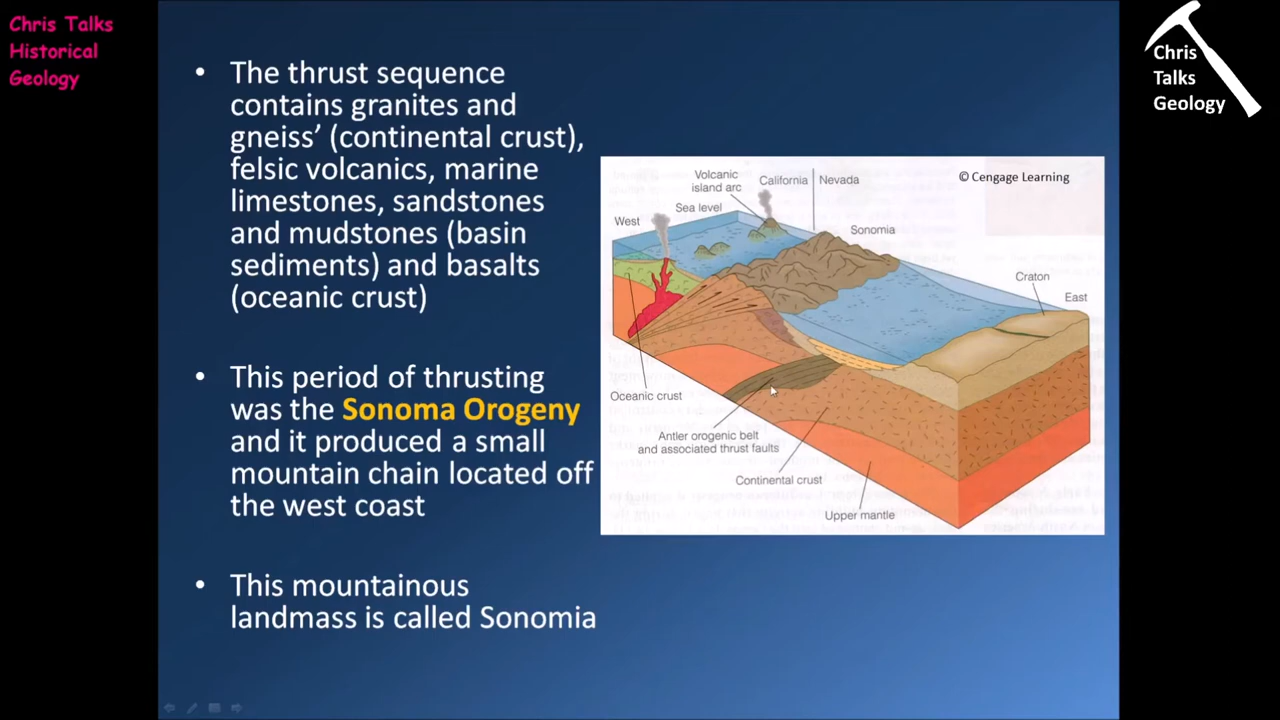 Chris Talks
Historical
Geology
Chris
Talks
Geology
• The thrust sequence
contains granites and
gneiss’ (continental crust),
felsic volcanics, marine
limestones, sandstones
and mudstones (basin
sediments) and basalts
(oceanic crust)
• This period of thrusting
was the Sonoma Orogeny
and it produced a small
mountain chain located off
the west coast
• This mountainous
landmass is called Sonomia
© Cengage Learning
Volcanic
island arc
California
Nevada
Sea level
West
Sonomia
Craton
East
Oceanic crust
Antler orogenic belt
and associated thrust faults
Continental crust
Upper mantle